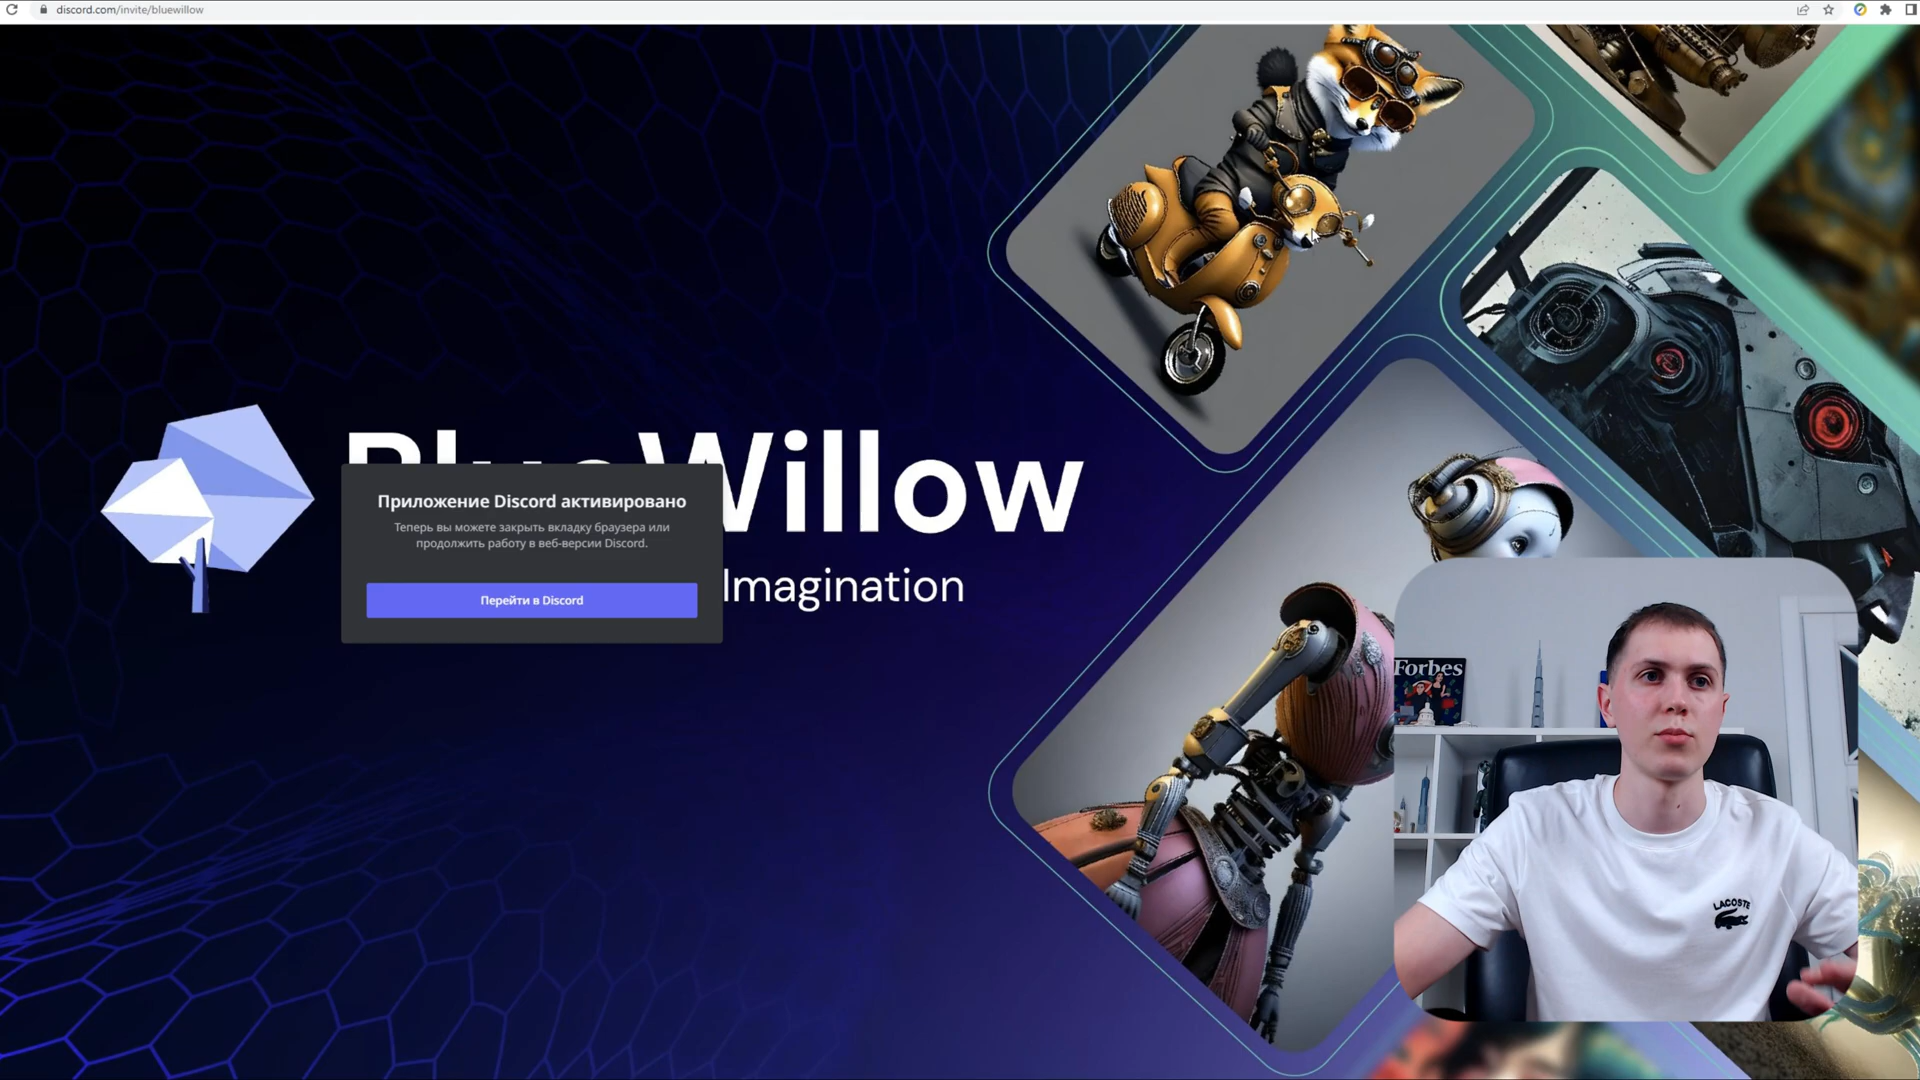 discord.com/invite/bluewillow
BlueWillow
Imagination
Приложение Discord активировано
Теперь вы можете закрыть вкладку браузера или
продолжить работу в веб-версии Discord.
Перейти в Discord
Forbes
LACOSTE